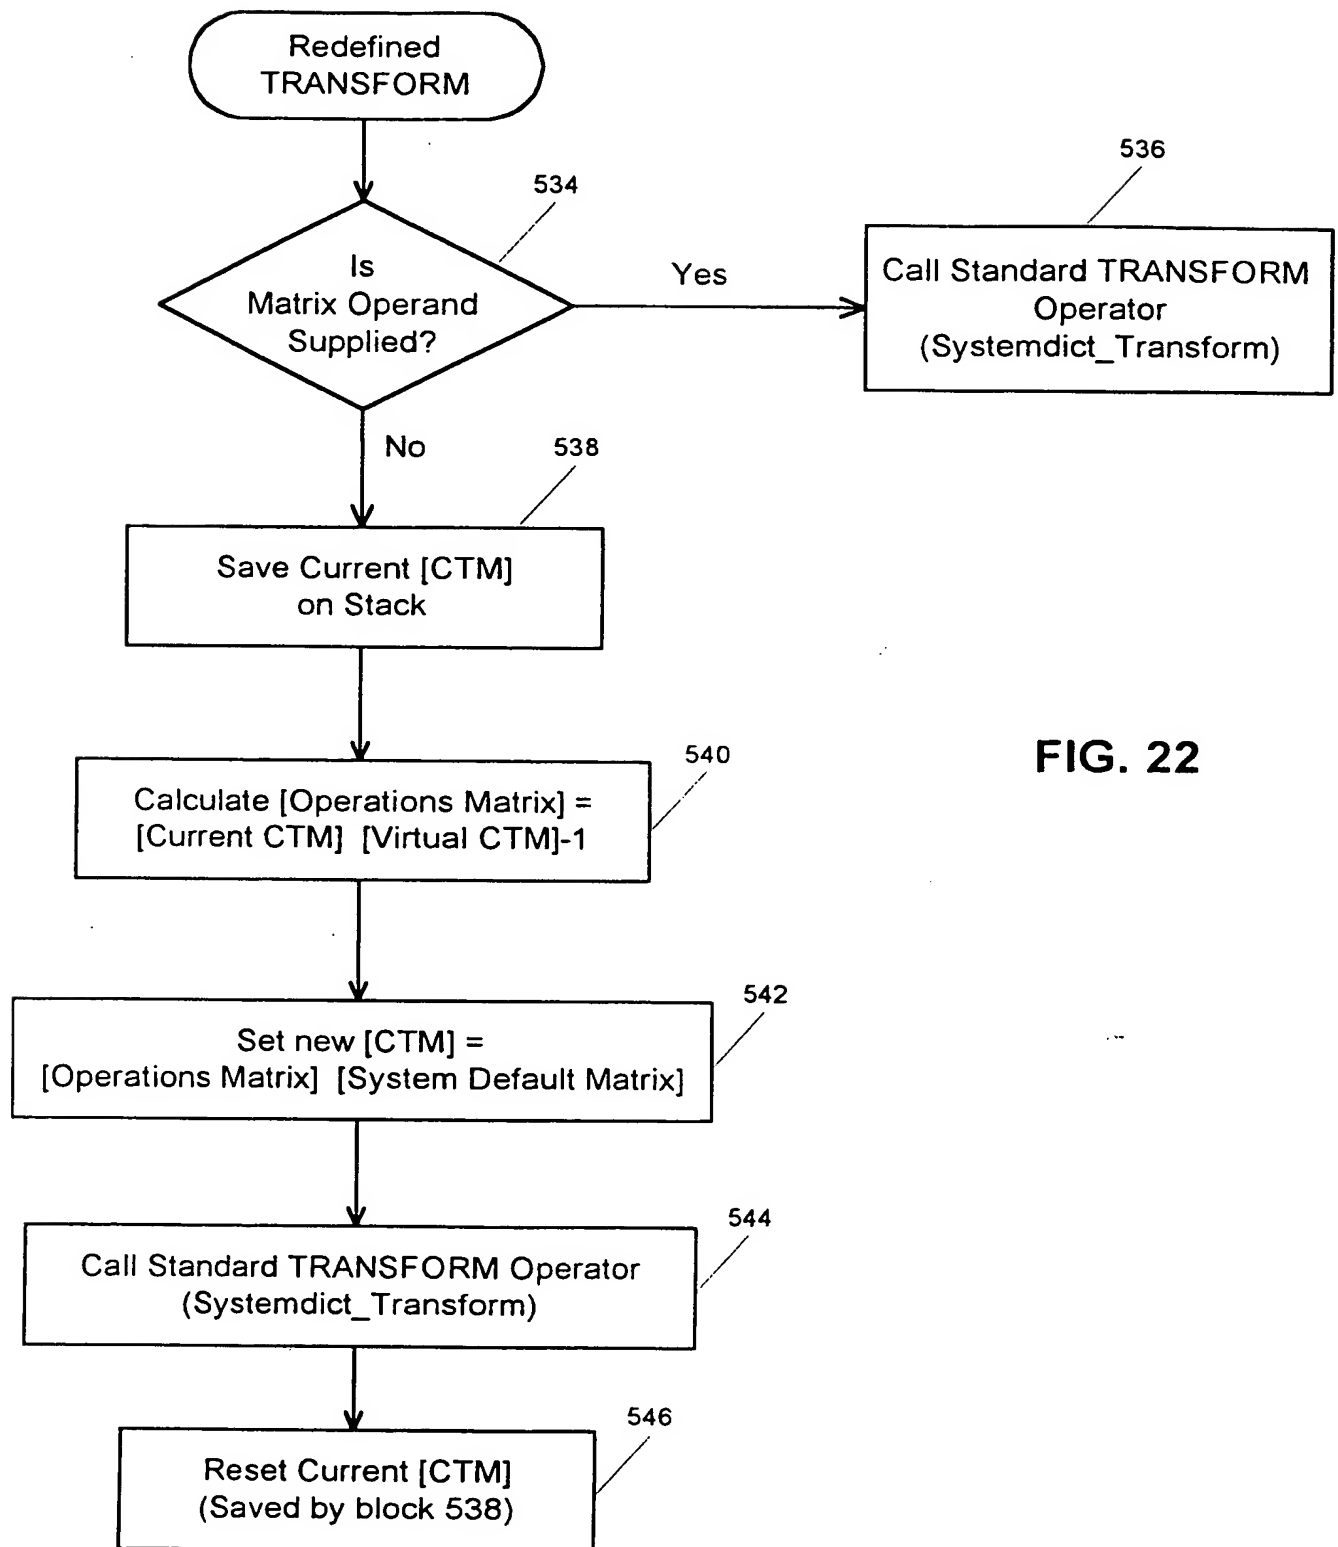 Redefined
TRANSFORM
534
Is
Matrix Operand
Supplied?
Yes
536
Call Standard TRANSFORM
Operator
(Systemdict_Transform)
No
538
Save Current [CTM]
on Stack
540
Calculate [Operations Matrix] =
[Current CTM] [Virtual CTM]-1
FIG. 22
542
Set new [CTM] =
[Operations Matrix] [System Default Matrix]
544
Call Standard TRANSFORM Operator
(Systemdict_Transform)
546
Reset Current [CTM]
(Saved by block 538)